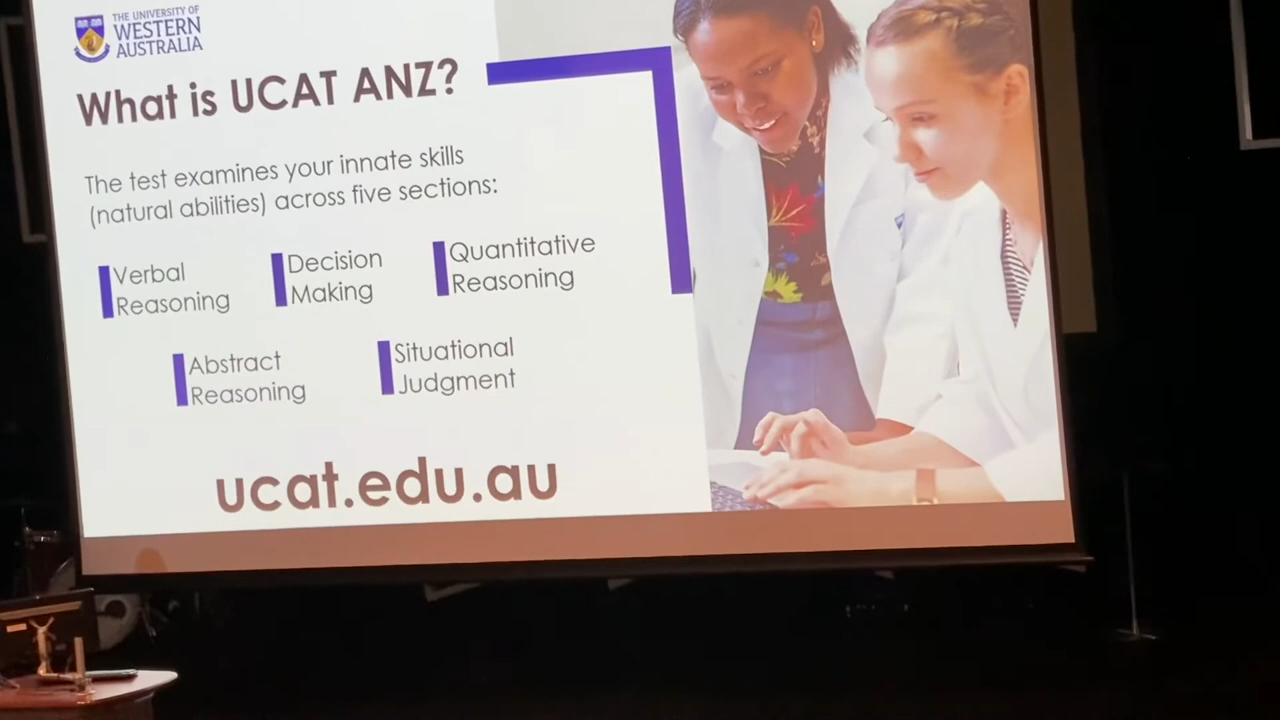 THE UNIVERSITY OF
WESTERN
AUSTRALIA
What is UCAT ANZ?
The test examines your innate skills
(natural abilities) across five sections:
Verbal
Reasoning
Decision
Making
Quantitative
Reasoning
Abstract
Reasoning
Situational
Judgment
ucat.edu.au